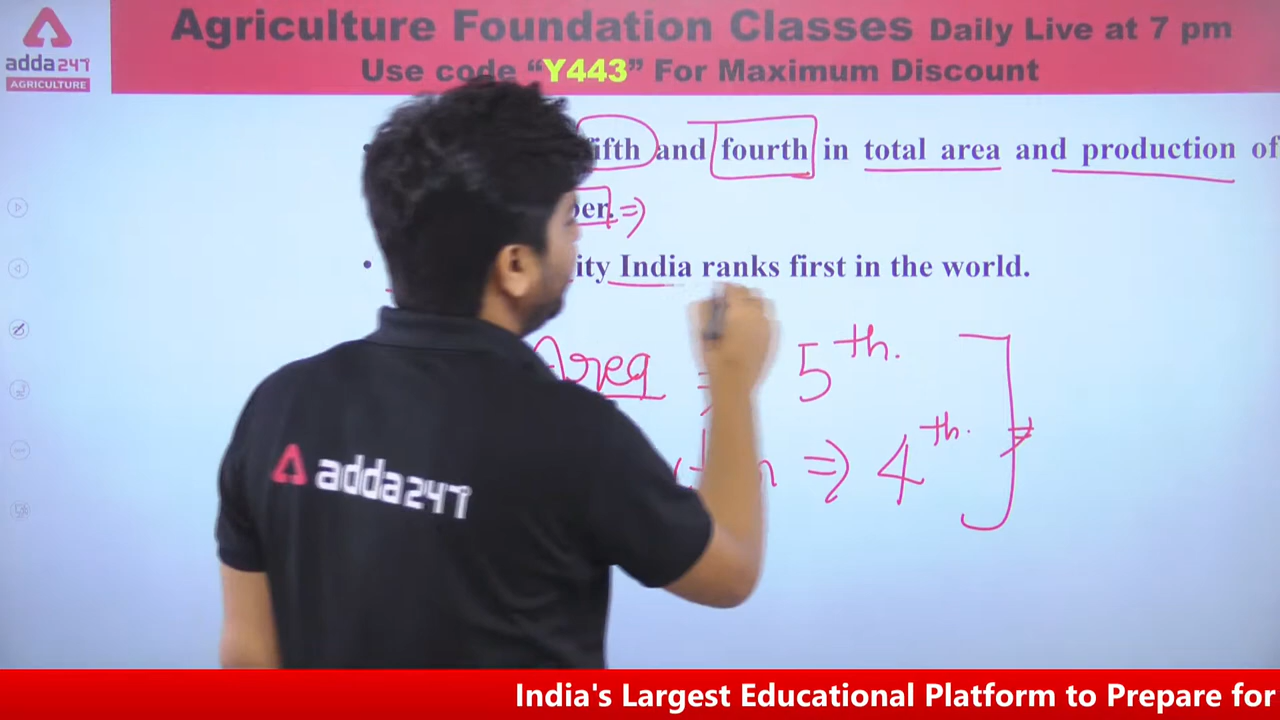 Agriculture Foundation Classes Daily Live at 7 pm
adda247
AGRICULTURE
Use code “Y443” For Maximum Discount
• fifth and fourth in total area and production of
⇒
• India ranks first in the world.
Area 5th.
⇒ 4th.
adda247
India's Largest Educational Platform to Prepare for